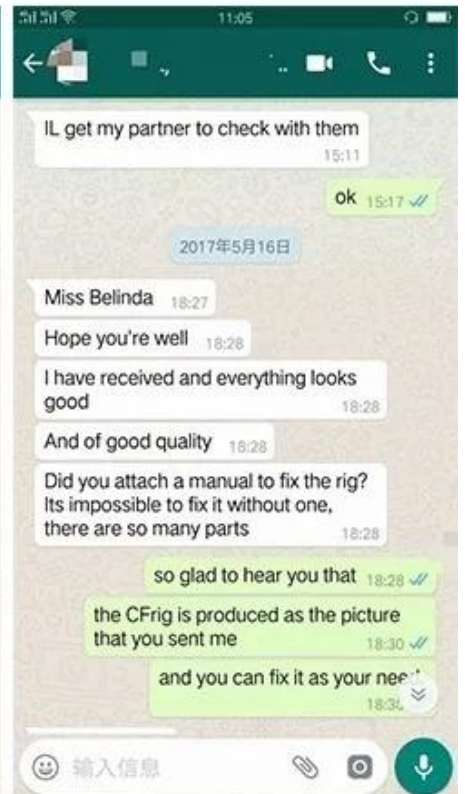 11:05
IL get my partner to check with them
15:11
ok 15:17
2017年5月16日
Miss Belinda 18:27
Hope you're well 18:28
I have received and everything looks
good
18:28
And of good quality 18:28
Did you attach a manual to fix the rig?
Its impossible to fix it without one,
there are so many parts
18:28
so glad to hear you that 18:28
the CFrig is produced as the picture
that you sent me
18:30
and you can fix it as your need
输入信息